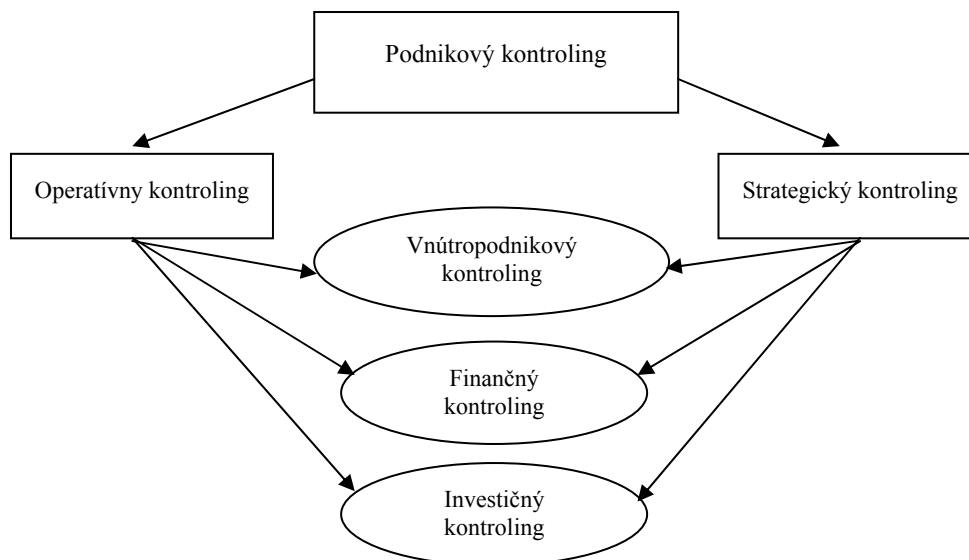 Podnikový kontroling
Operatívny kontroling
Strategický kontroling
Vnútropodnikový
kontroling
Finančný
kontroling
Investičný
kontroling